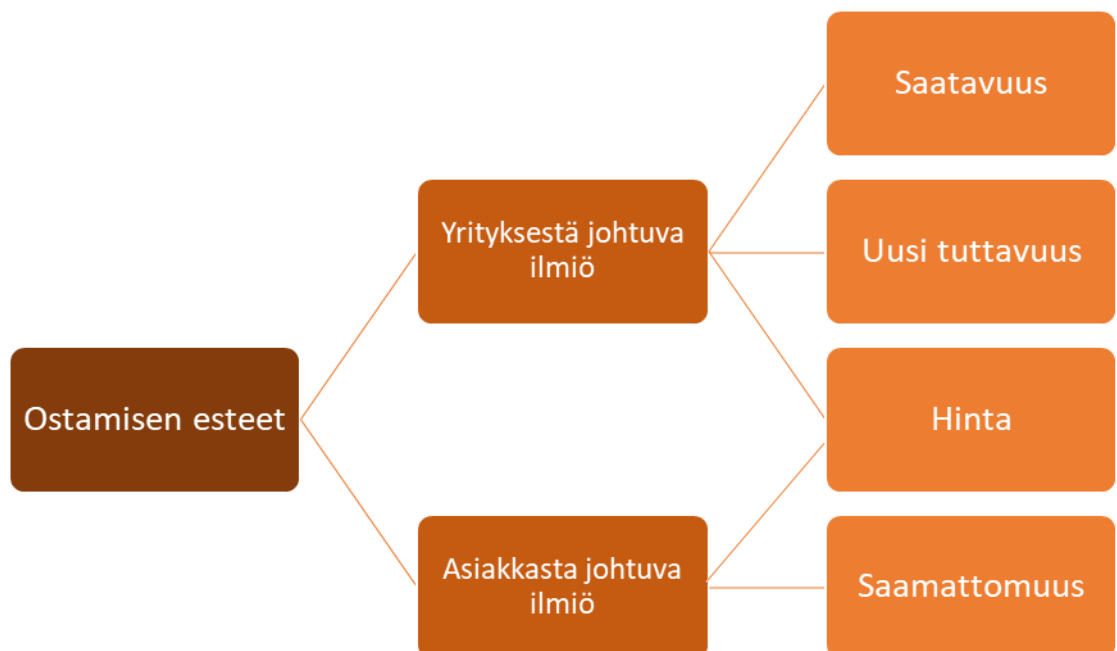 Saatavuus
Yrityksestä johtuva
ilmiö
Uusi tuttavuus
Ostamisen esteet
Hinta
Asiakkasta johtuva
ilmiö
Saamattomuus